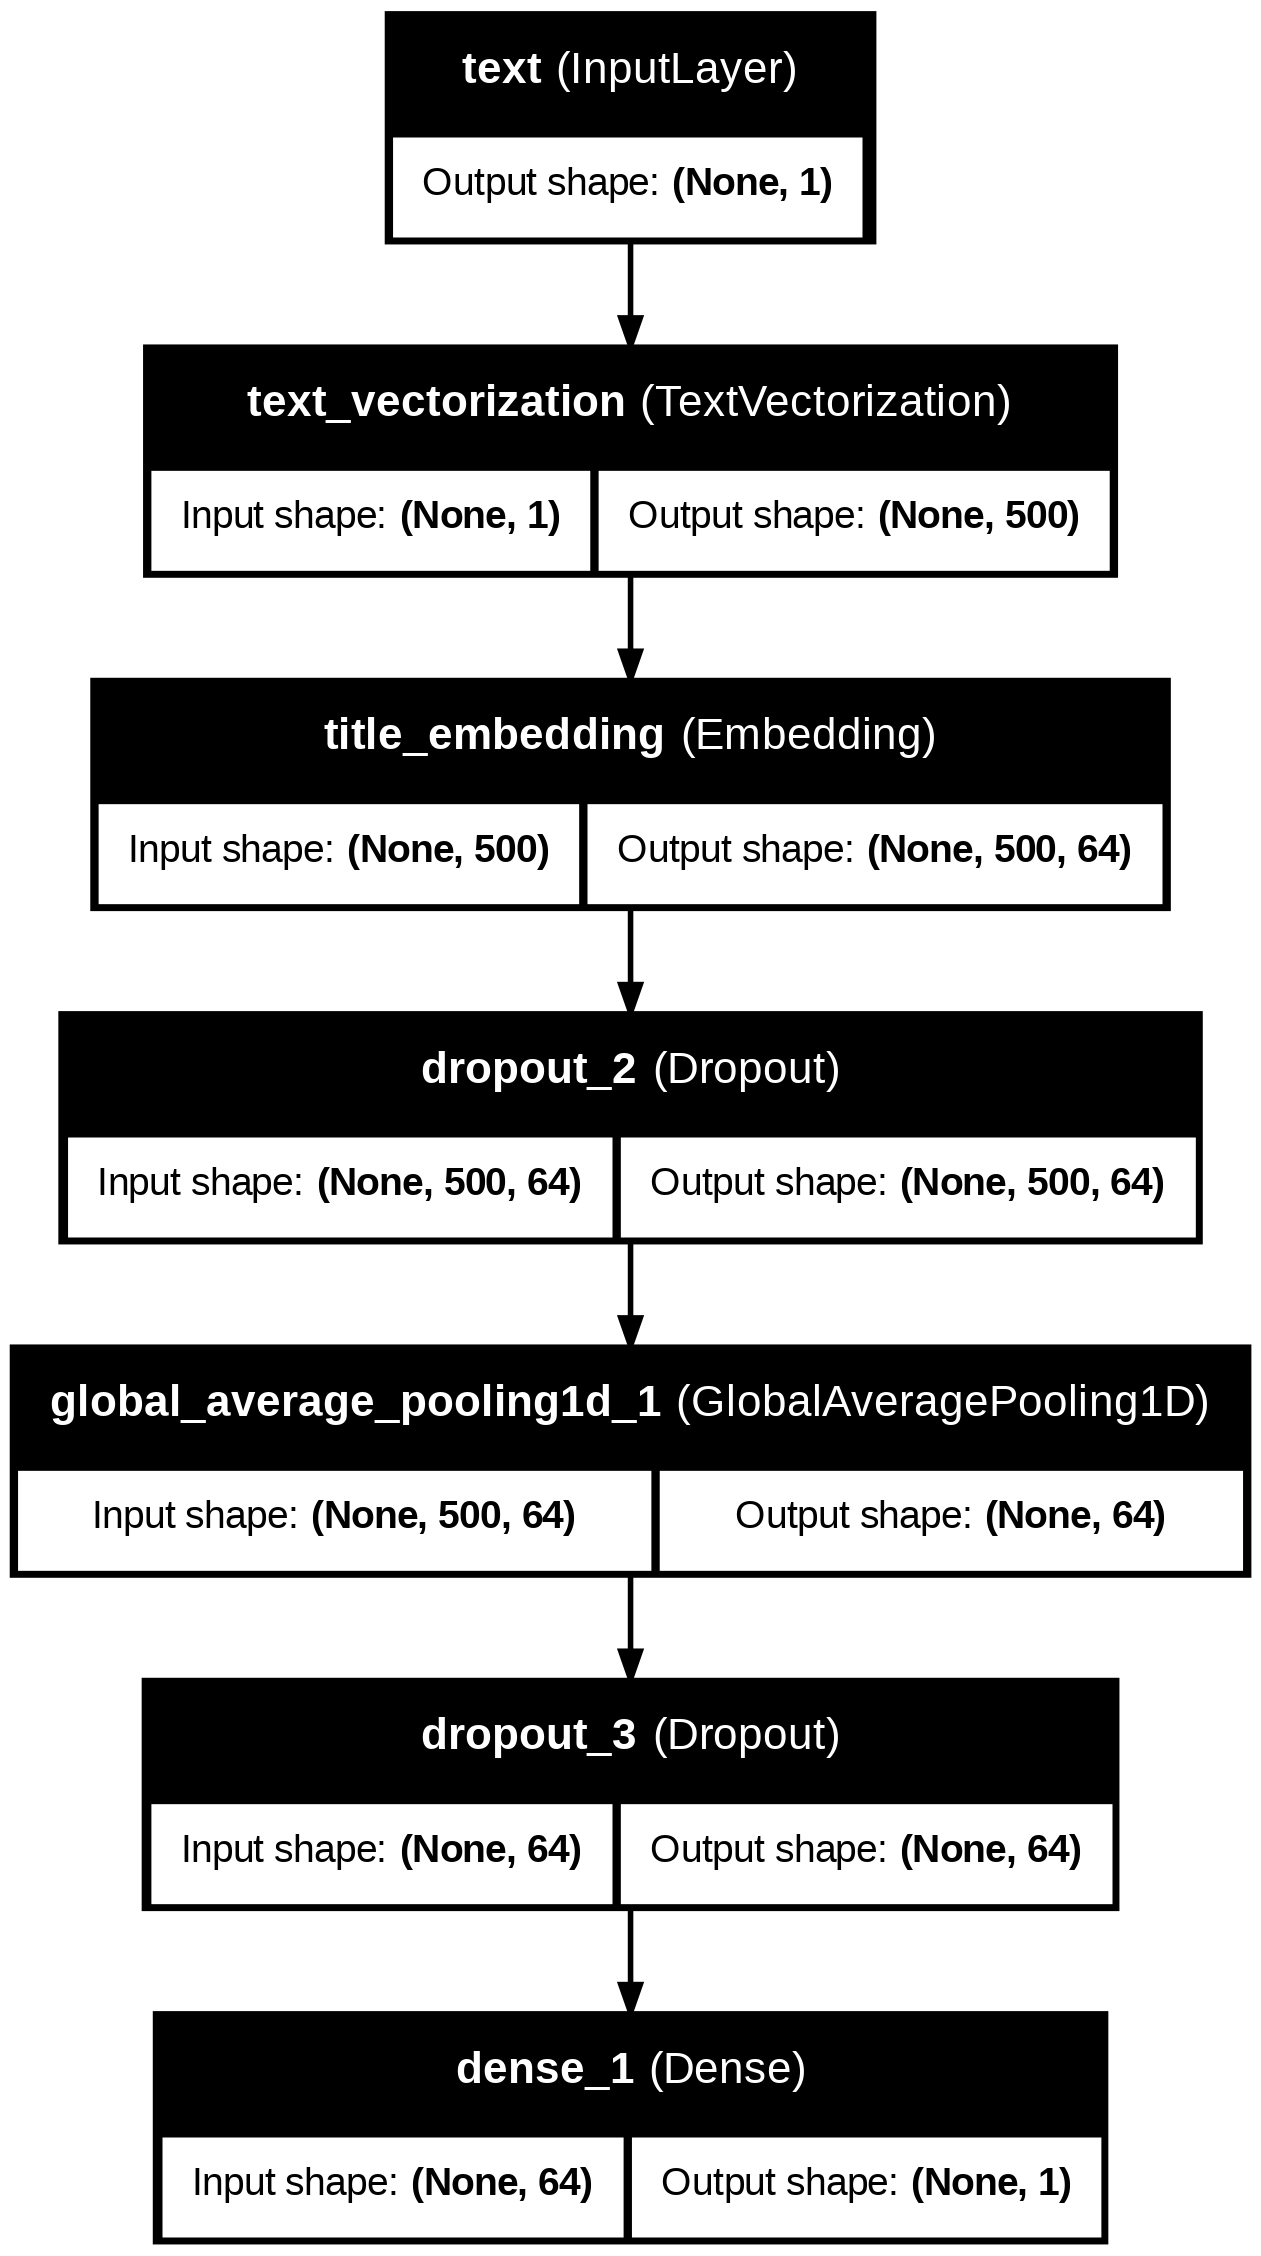 text (InputLayer)
Output shape: (None, 1)
text_vectorization (TextVectorization)
Input shape: (None, 1) Output shape: (None, 500)
title_embedding (Embedding)
Input shape: (None, 500) Output shape: (None, 500, 64)
dropout_2 (Dropout)
Input shape: (None, 500, 64) Output shape: (None, 500, 64)
global_average_pooling1d_1 (GlobalAveragePooling1D)
Input shape: (None, 500, 64) Output shape: (None, 64)
dropout_3 (Dropout)
Input shape: (None, 64) Output shape: (None, 64)
dense_1 (Dense)
Input shape: (None, 64) Output shape: (None, 1)